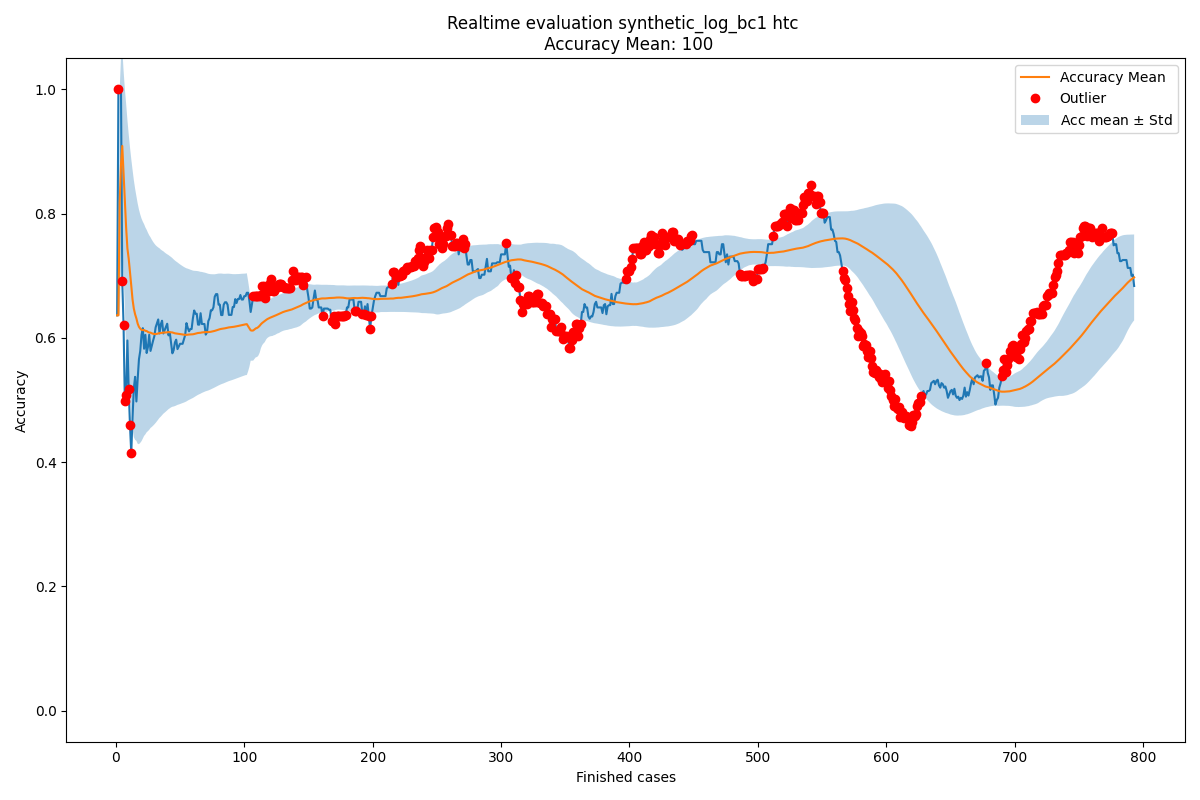 Realtime evaluation synthetic_log_bc1 htc
Accuracy Mean: 100
Accuracy Mean
Outlier
Acc mean ± Std
1.0
0.8
0.6
0.4
0.2
0.0
Accuracy
0 100 200 300 400 500 600 700 800
Finished cases